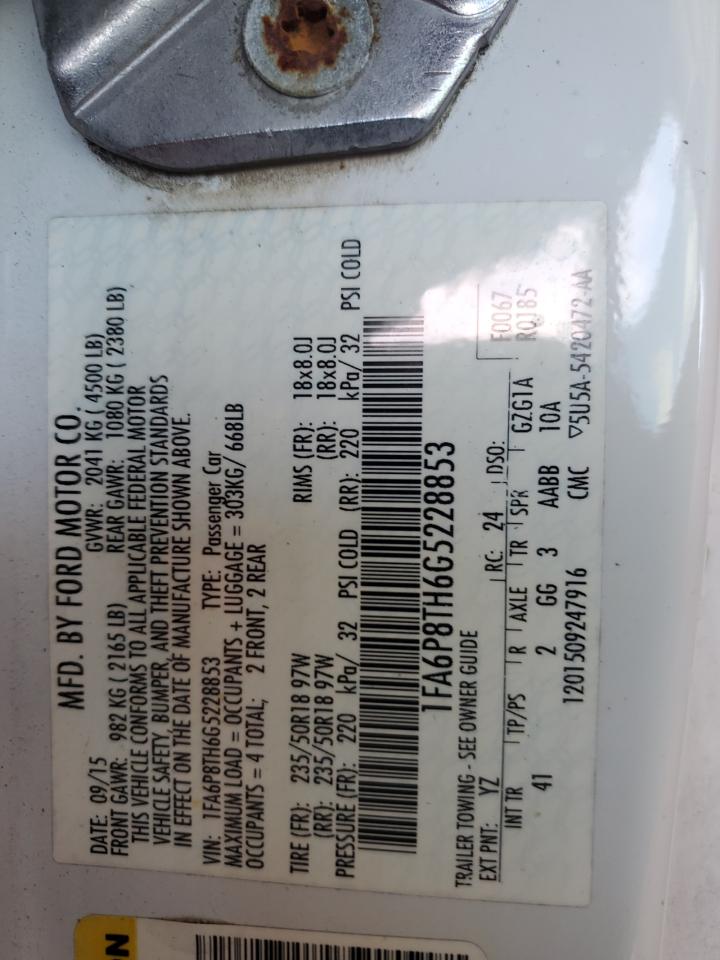 MFD. BY FORD MOTOR CO.
DATE: 09/15 GVWR: 2041 KG ( 4500 LB)
FRONT GAWR: 982 KG ( 2165 LB) REAR GAWR: 1080 KG ( 2380 LB)
THIS VEHICLE CONFORMS TO ALL APPLICABLE FEDERAL MOTOR
VEHICLE SAFETY, BUMPER, AND THEFT PREVENTION STANDARDS
IN EFFECT ON THE DATE OF MANUFACTURE SHOWN ABOVE.
VIN: 1FA6P8TH6G5228853 TYPE: Passenger Car
MAXIMUM LOAD = OCCUPANTS + LUGGAGE = 303KG/ 668LB
OCCUPANTS = 4 TOTAL; 2 FRONT, 2 REAR
TIRE (FR): 235/50R18 97W RIMS (FR): 18x8.0J
(RR): 235/50R18 97W (RR): 18x8.0J
PRESSURE (FR): 220 kPa/ 32 PSI COLD (RR): 220 kPa/ 32 PSI COLD
1FA6P8TH6G5228853
TRAILER TOWING - SEE OWNER GUIDE F0067
EXT PNT: YZ RC: 24 DSO: R0185
INT TR TP/PS R AXLE TR SPR GZG1A
41 2 GG 3 AABB 10A
1201509247916 CMC ▽5U5A-5420472-AA
ON